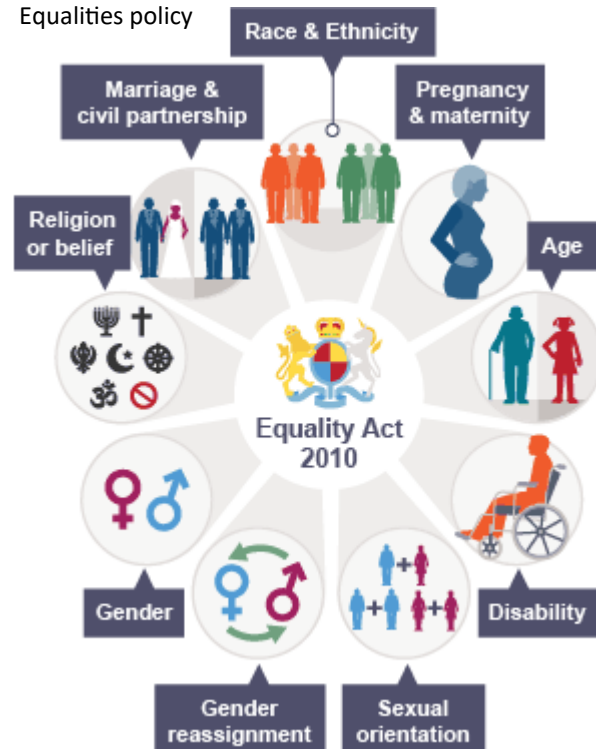 Equalities policy
Race & Ethnicity
Marriage &
civil partnership
Pregnancy
& maternity
Religion
or belief
Age
Equality Act
2010
Gender
Disability
Gender
reassignment
Sexual
orientation